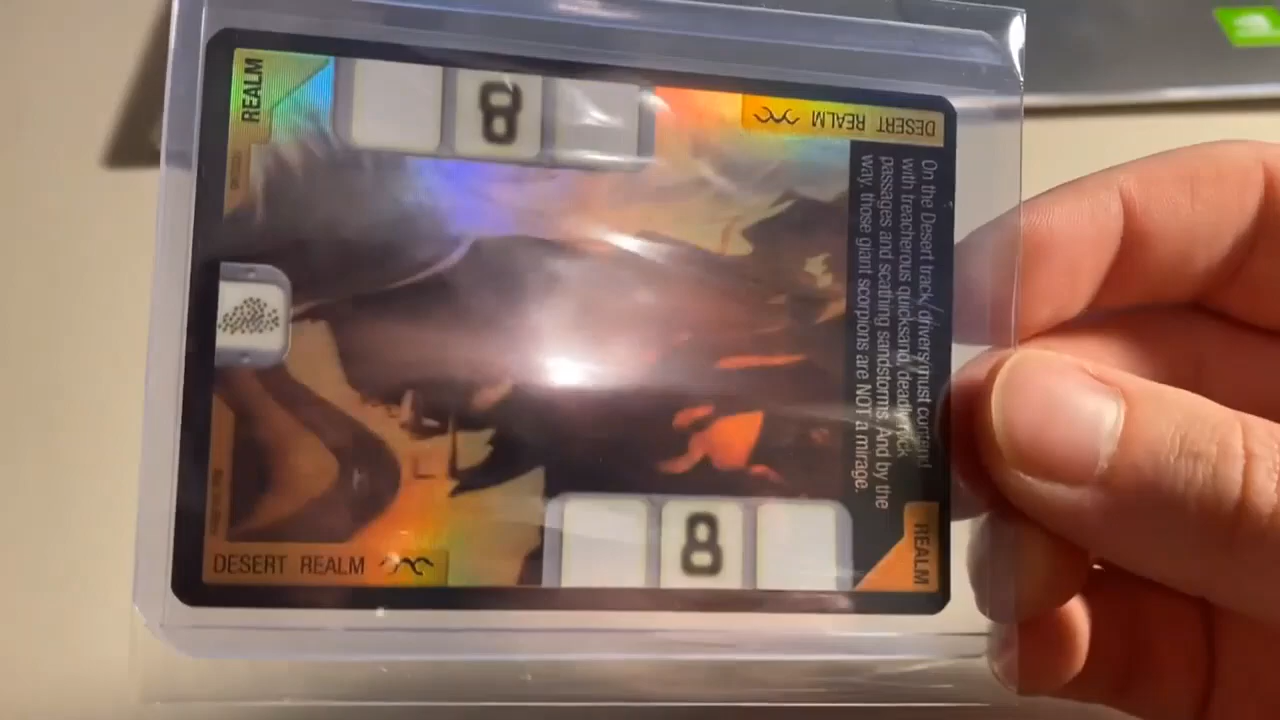 REALM
8
DESERT REALM
On the Desert track, drivers must contend
with treacherous quicksand, deadly rock
passages and scathing sandstorms. And by the
way, those giant scorpions are NOT a mirage.
8
REALM
DESERT REALM